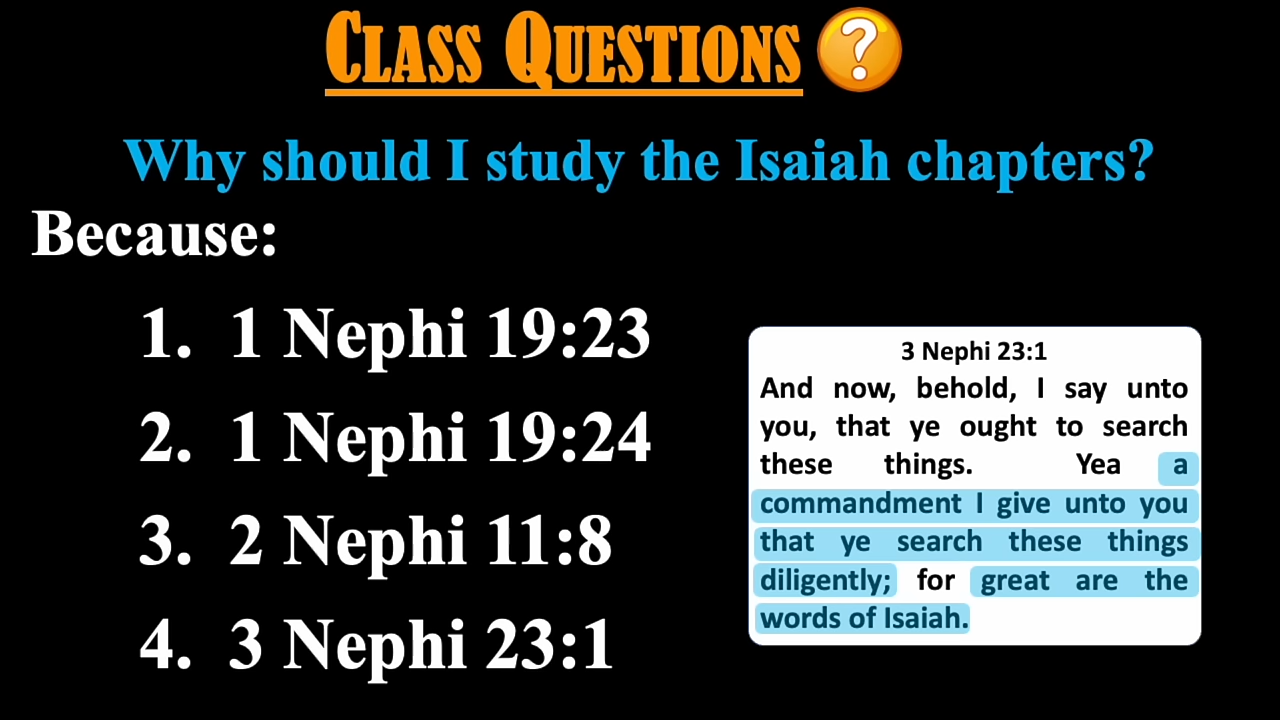 CLASS QUESTIONS ?
Why should I study the Isaiah chapters?
Because:
1. 1 Nephi 19:23
2. 1 Nephi 19:24
3. 2 Nephi 11:8
4. 3 Nephi 23:1
3 Nephi 23:1
And now, behold, I say unto
you, that ye ought to search
these things. Yea a
commandment I give unto you
that ye search these things
diligently; for great are the
words of Isaiah.